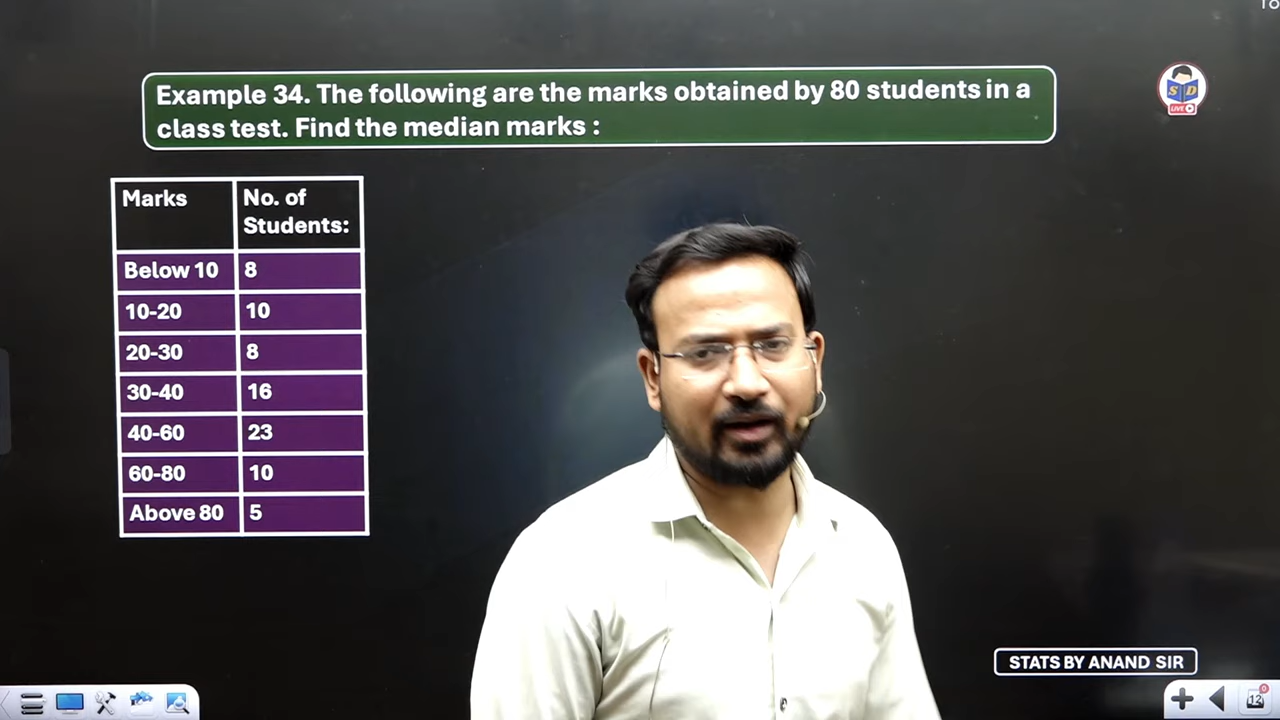 Example 34. The following are the marks obtained by 80 students in a
class test. Find the median marks :
S D
LIVE
Marks No. of
Students:
Below 10 8
10-20 10
20-30 8
30-40 16
40-60 23
60-80 10
Above 80 5
STATS BY ANAND SIR
12